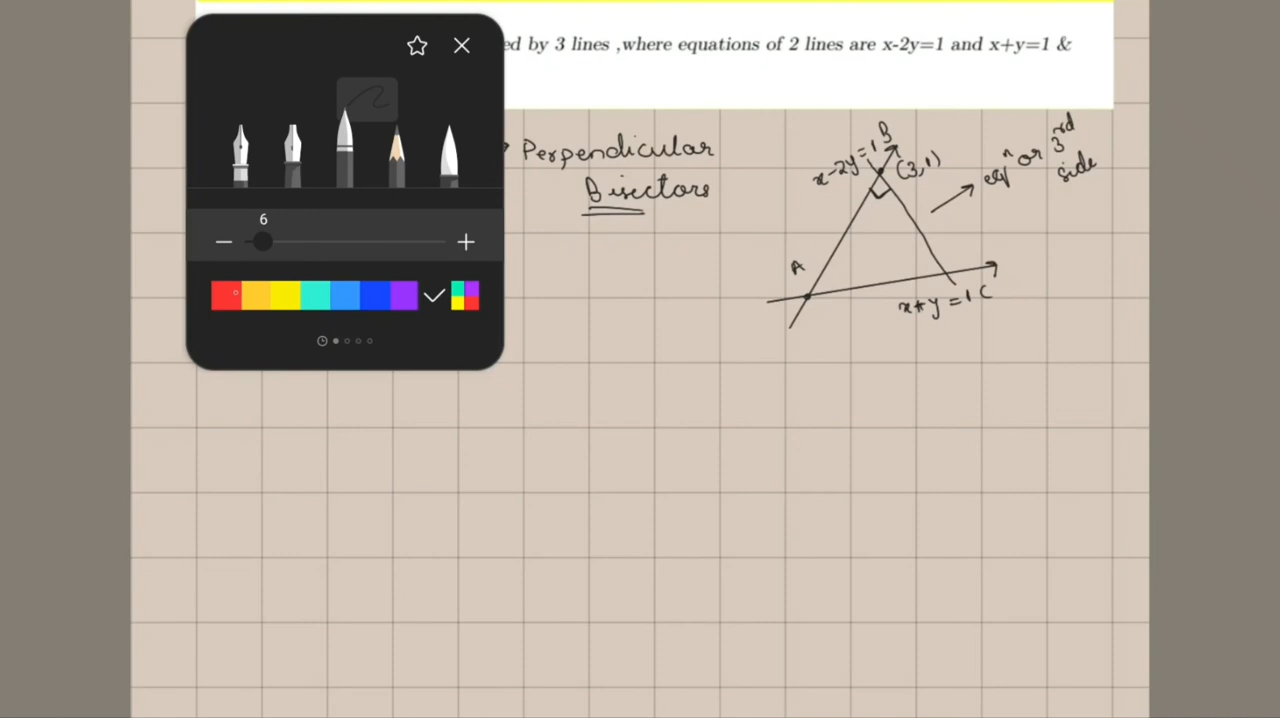 ed by 3 lines ,where equations of 2 lines are x-2y=1 and x+y=1 &
6
Perpendicular
Bisectors
x-2y=1
B
(3,1)
eqⁿ or 3rd
side
A
x+y=1
C